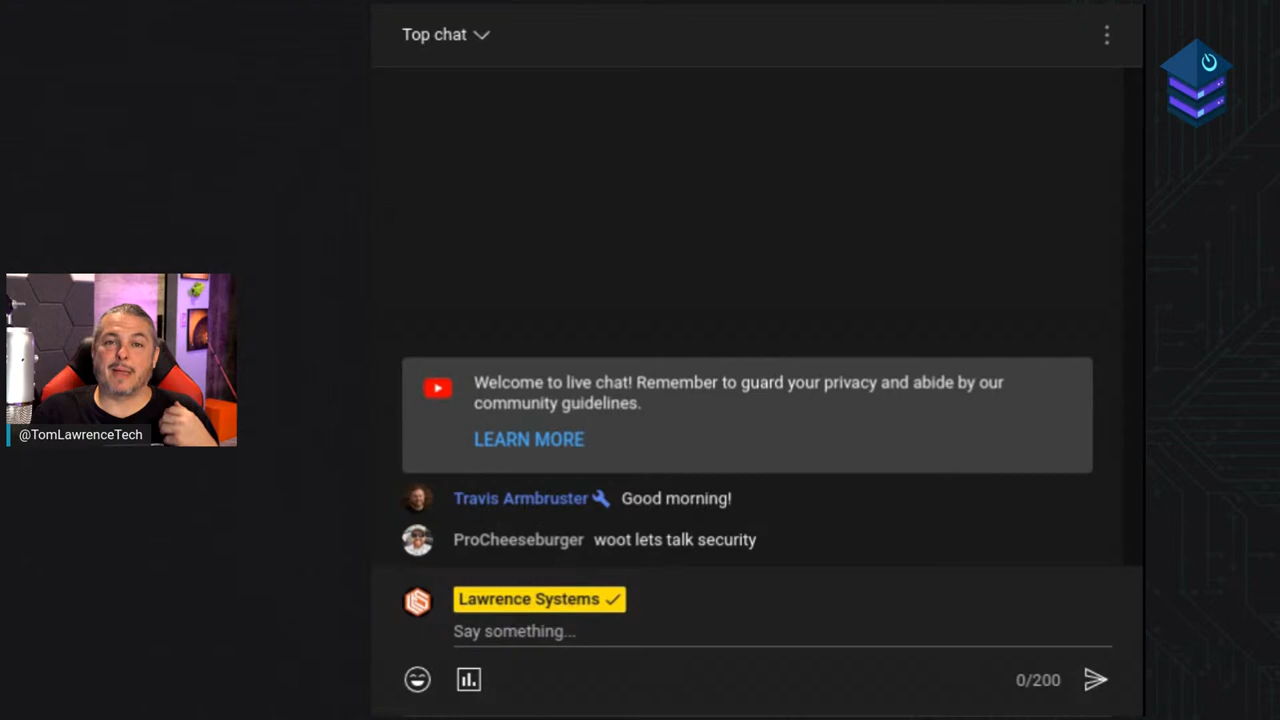 Top chat
Welcome to live chat! Remember to guard your privacy and abide by our
community guidelines.
LEARN MORE
@TomLawrenceTech
Travis Armbruster Good morning!
ProCheeseburger woot lets talk security
Lawrence Systems
Say something...
0/200